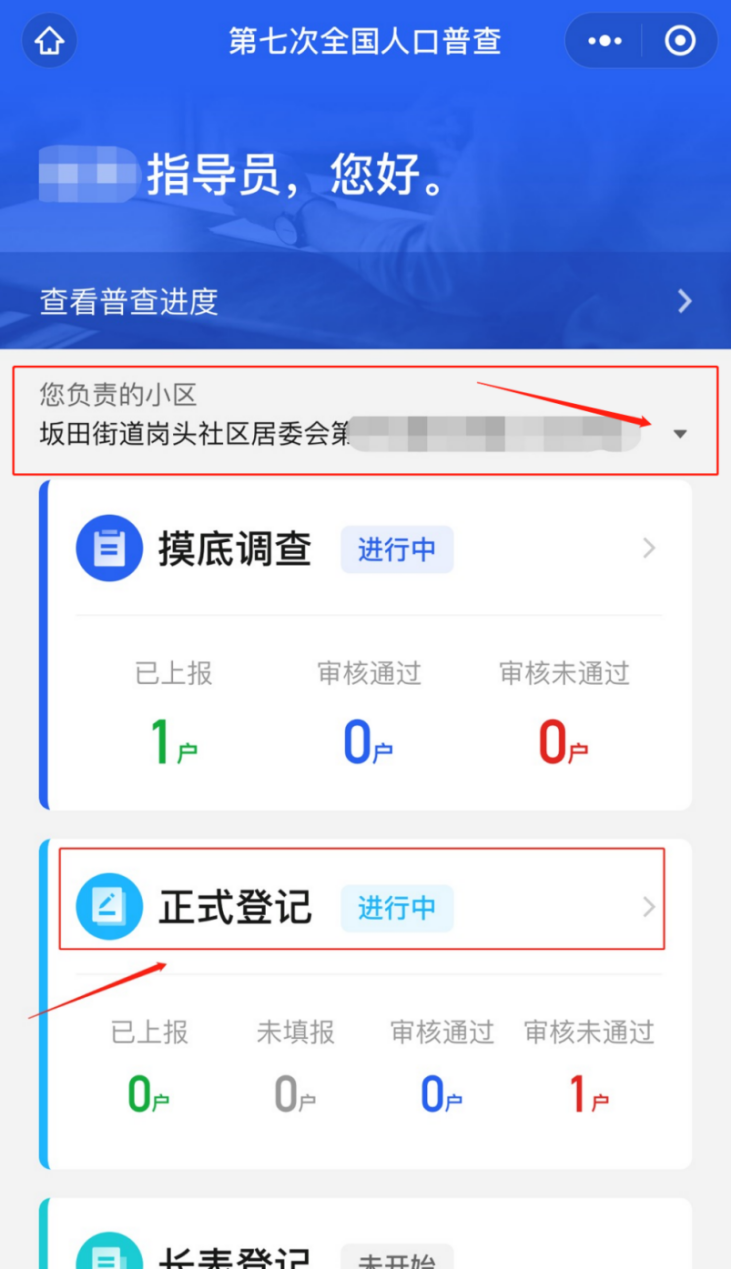 第七次全国人口普查
指导员，您好。
查看普查进度
您负责的小区
坂田街道岗头社区居委会第
摸底调查 进行中
已上报 审核通过 审核未通过
1户 0户 0户
正式登记 进行中
已上报 未填报 审核通过 审核未通过
0户 0户 0户 1户
长表登记 未开始